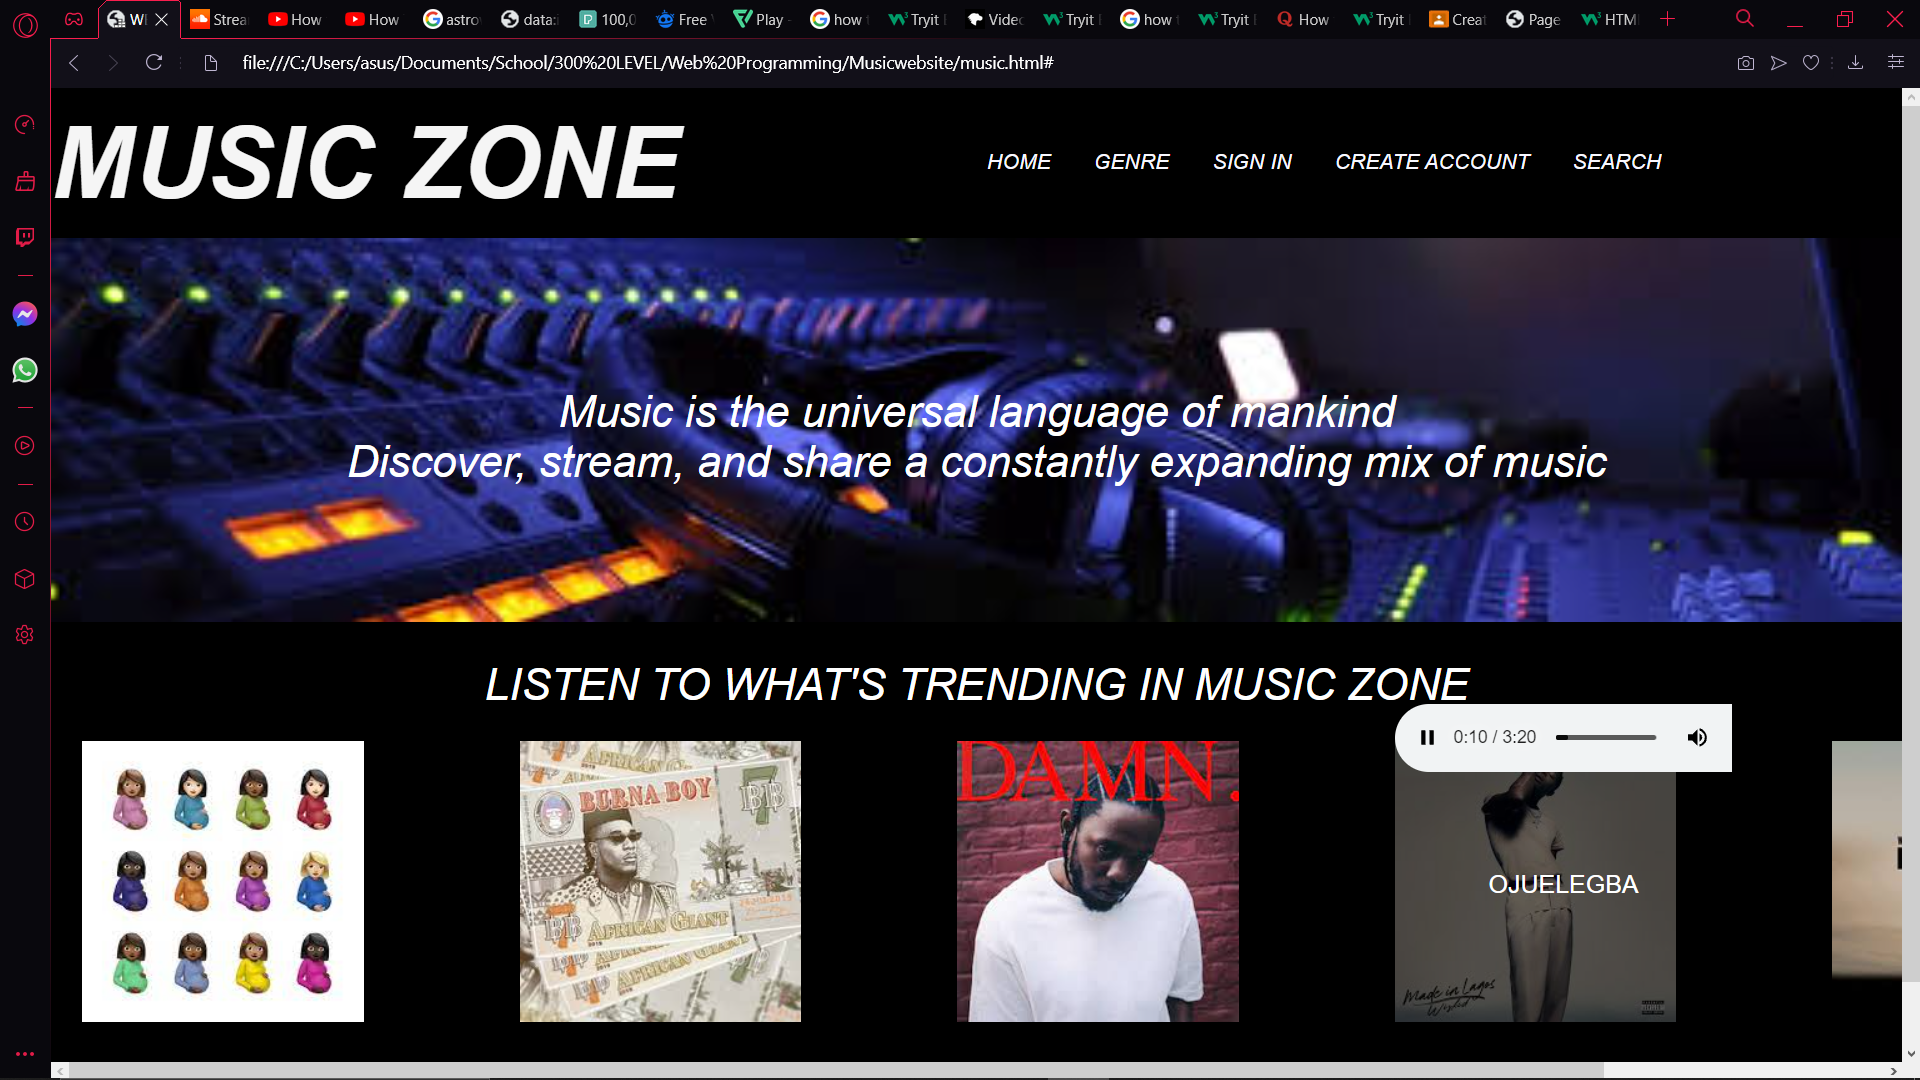 Wl
Strea
How
How
astro
data:i
100,0
Free
Play
how
Tryit
Videc
Tryit
how
Tryit
How
Tryit
Creat
Page
HTM
file:///C:/Users/asus/Documents/School/300%20LEVEL/Web%20Programming/Musicwebsite/music.html#
MUSIC ZONE
HOME GENRE SIGN IN CREATE ACCOUNT SEARCH
Music is the universal language of mankind
Discover, stream, and share a constantly expanding mix of music
LISTEN TO WHAT'S TRENDING IN MUSIC ZONE
0:10 / 3:20
BURNA BOY
BB
AFRICAN GIANT
BB
DAMN.
OJUELEGBA
Made in Lagos